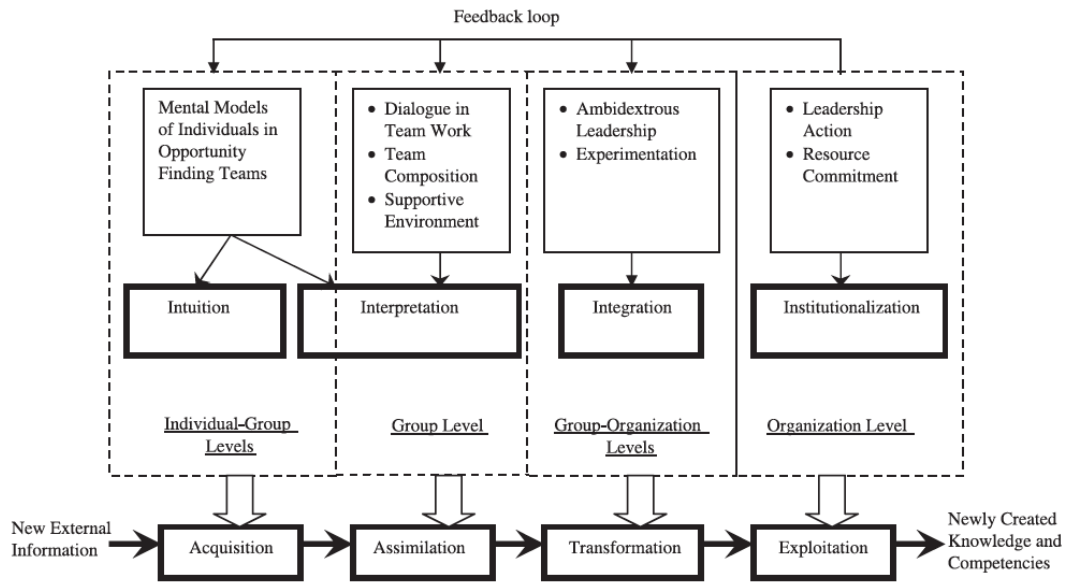 Feedback loop
Mental Models
of Individuals in
Opportunity
Finding Teams
• Dialogue in
Team Work
• Team
Composition
• Supportive
Environment
• Ambidextrous
Leadership
• Experimentation
• Leadership
Action
• Resource
Commitment
Intuition
Interpretation
Integration
Institutionalization
Individual-Group
Levels
Group Level
Group-Organization
Levels
Organization Level
New External
Information
Acquisition
Assimilation
Transformation
Exploitation
Newly Created
Knowledge and
Competencies